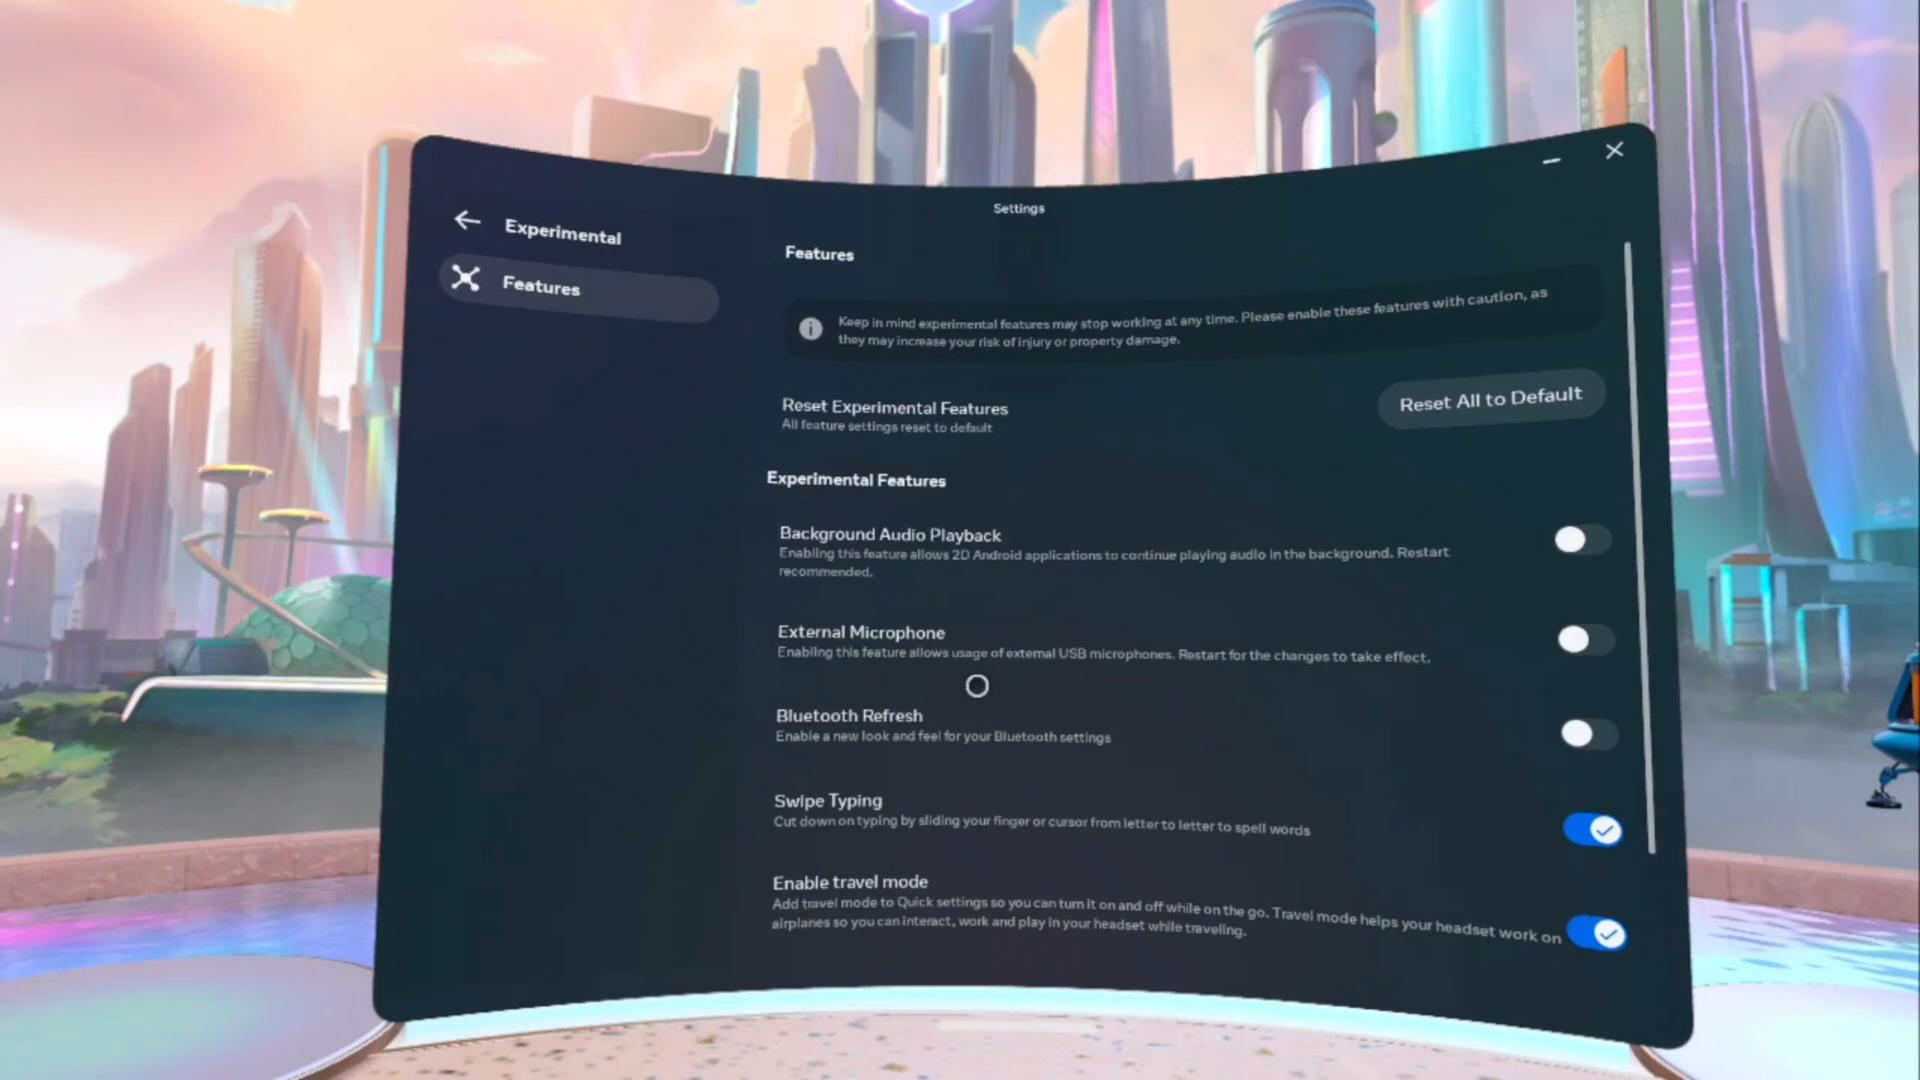 Settings
Experimental
Features
Features
Keep in mind experimental features may stop working at any time. Please enable these features with caution, as
they may increase your risk of injury or property damage.
Reset Experimental Features
All feature settings reset to default
Reset All to Default
Experimental Features
Background Audio Playback
Enabling this feature allows 2D Android applications to continue playing audio in the background. Restart
recommended.
External Microphone
Enabling this feature allows usage of external USB microphones. Restart for the changes to take effect.
Bluetooth Refresh
Enable a new look and feel for your Bluetooth settings
Swipe Typing
Cut down on typing by sliding your finger or cursor from letter to letter to spell words
Enable travel mode
Add travel mode to Quick settings so you can turn it on and off while on the go. Travel mode helps your headset work on
airplanes so you can interact, work and play in your headset while traveling.